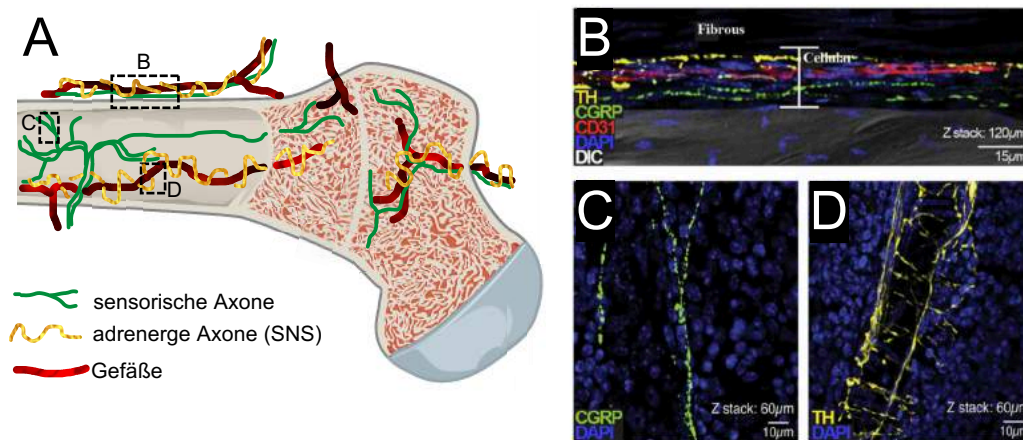 A
B
C
D
sensorische Axone
adrenerge Axone (SNS)
Gefäße
B
Fibrous
Cellular
TH
CGRP
CD31
DAPI
DIC
Z stack: 120µm
15µm
C
CGRP
DAPI
Z stack: 60µm
10µm
D
TH
DAPI
Z stack: 60µm
10µm